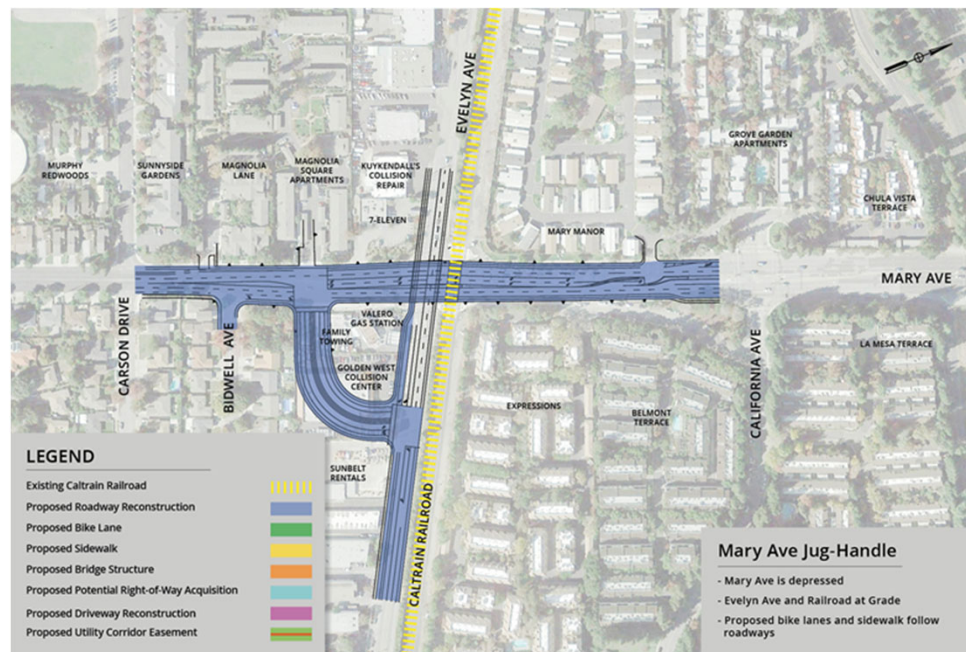 EVELYN AVE
MURPHY
REDWOODS
SUNNYSIDE
GARDENS
MAGNOLIA
LANE
MAGNOLIA
SQUARE
APARTMENTS
KUYKENDALL'S
COLLISION
REPAIR
7-ELEVEN
GROVE GARDEN
APARTMENTS
CHULA VISTA
TERRACE
MARY MANOR
MARY AVE
CARSON DRIVE
BIDWELL AVE
VALERO
GAS STATION
FAMILY
TOWING
GOLDEN WEST
COLLISION
CENTER
EXPRESSIONS
BELMONT
TERRACE
CALIFORNIA AVE
LA MESA TERRACE
SUNBELT
RENTALS
CALTRAIN RAILROAD
LEGEND
Existing Caltrain Railroad
Proposed Roadway Reconstruction
Proposed Bike Lane
Proposed Sidewalk
Proposed Bridge Structure
Proposed Potential Right-of-Way Acquisition
Proposed Driveway Reconstruction
Proposed Utility Corridor Easement
Mary Ave Jug-Handle
- Mary Ave is depressed
- Evelyn Ave and Railroad at Grade
- Proposed bike lanes and sidewalk follow
roadways